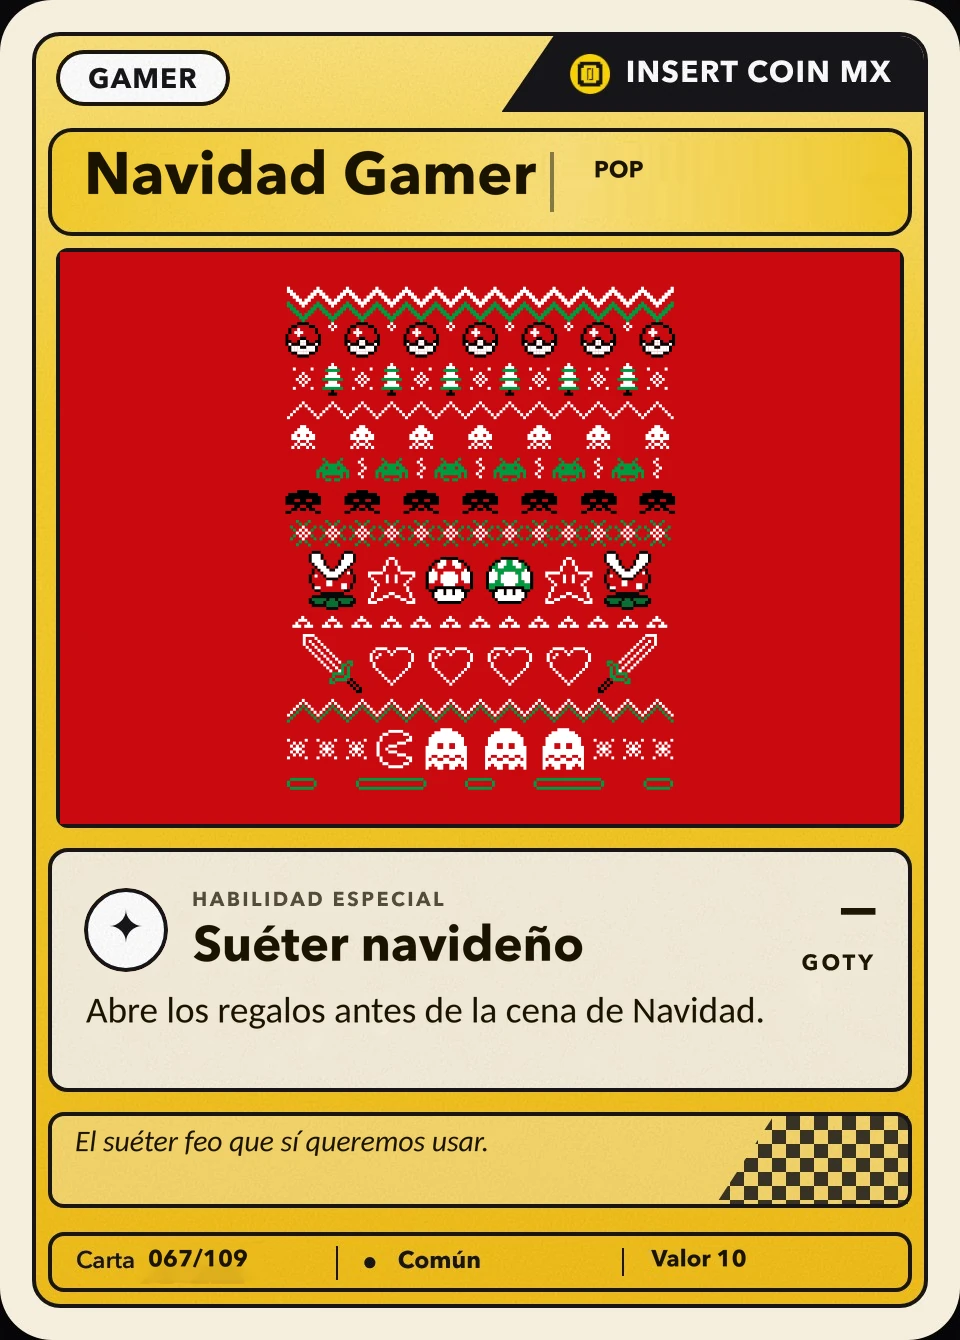 GAMER
INSERT COIN MX
Navidad Gamer
POP
HABILIDAD ESPECIAL
Suéter navideño
—
GOTY
Abre los regalos antes de la cena de Navidad.
El suéter feo que sí queremos usar.
Carta 067/109
• Común
Valor 10